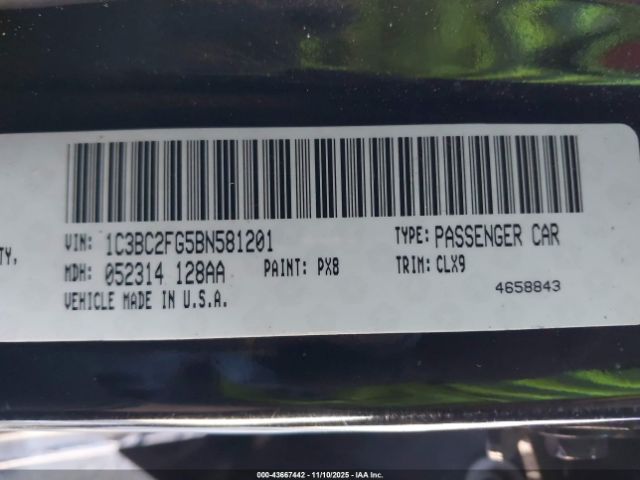 VIN: 1C3BC2FG5BN581201 TYPE: PASSENGER CAR
TY,
MDH: 052314 128AA PAINT: PX8 TRIM: CLX9
VEHICLE MADE IN U.S.A. 4658843
000-43667442 - 11/10/2025 - IAA Inc.